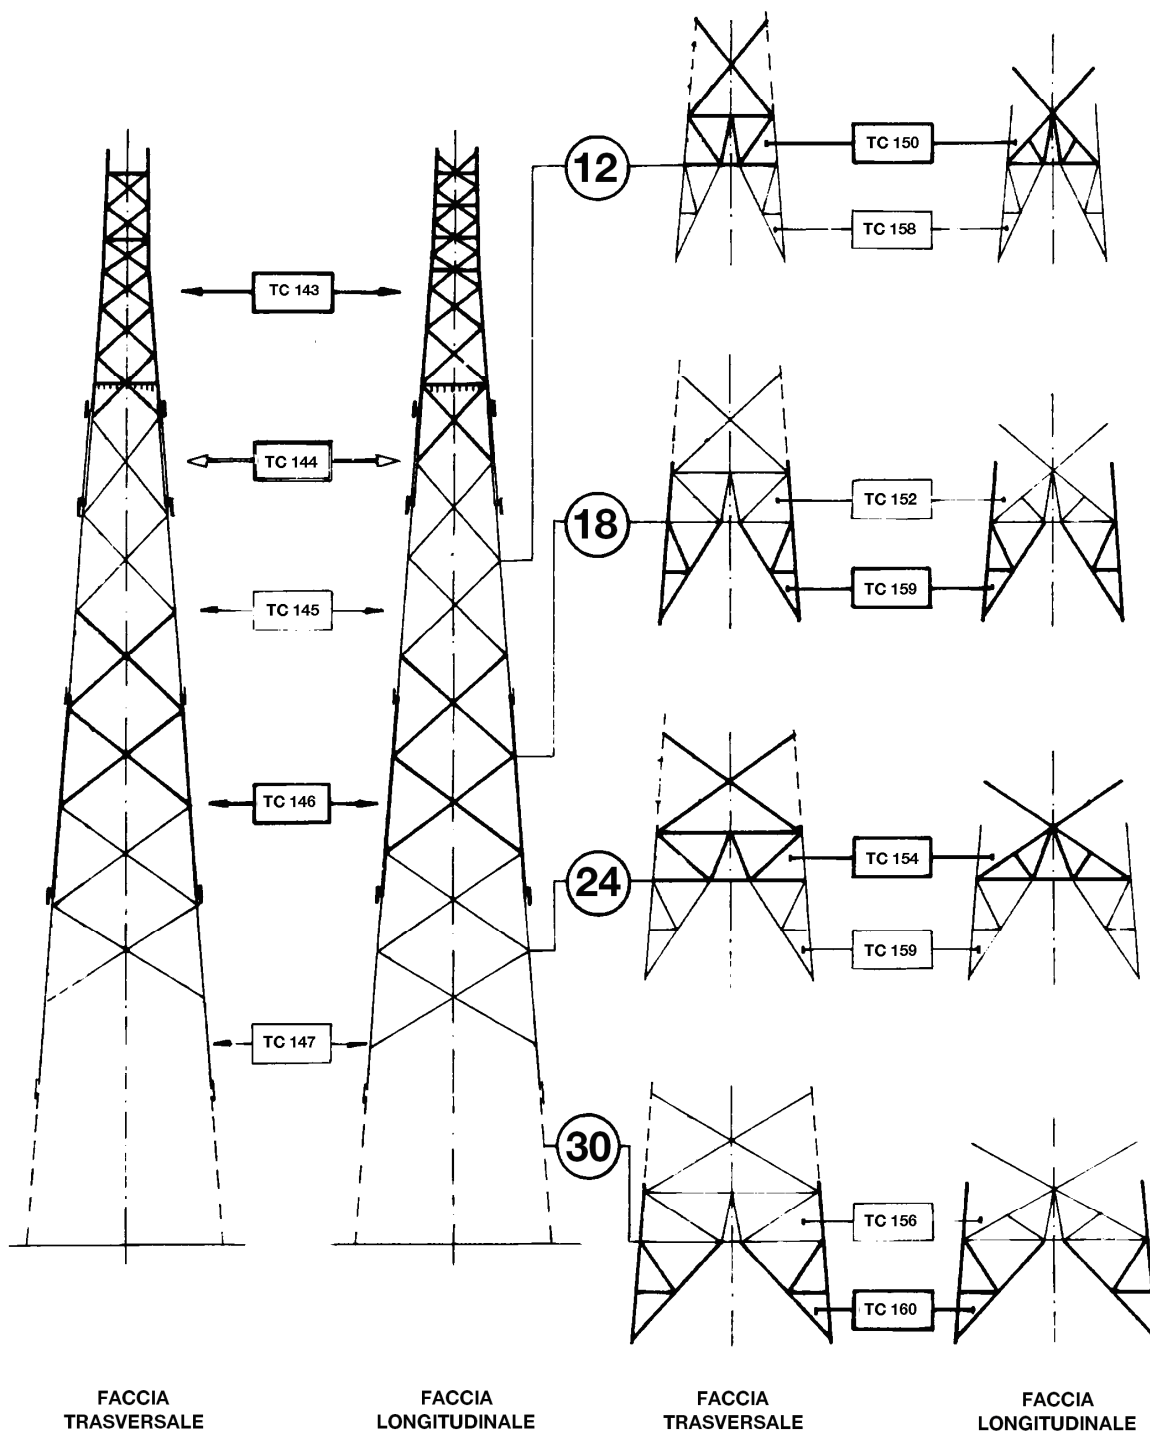 12
TC 150
TC 158
TC 143
TC 144
18
TC 152
TC 159
TC 145
TC 146
24
TC 154
TC 159
TC 147
30
TC 156
TC 160
FACCIA
TRASVERSALE
FACCIA
LONGITUDINALE
FACCIA
TRASVERSALE
FACCIA
LONGITUDINALE